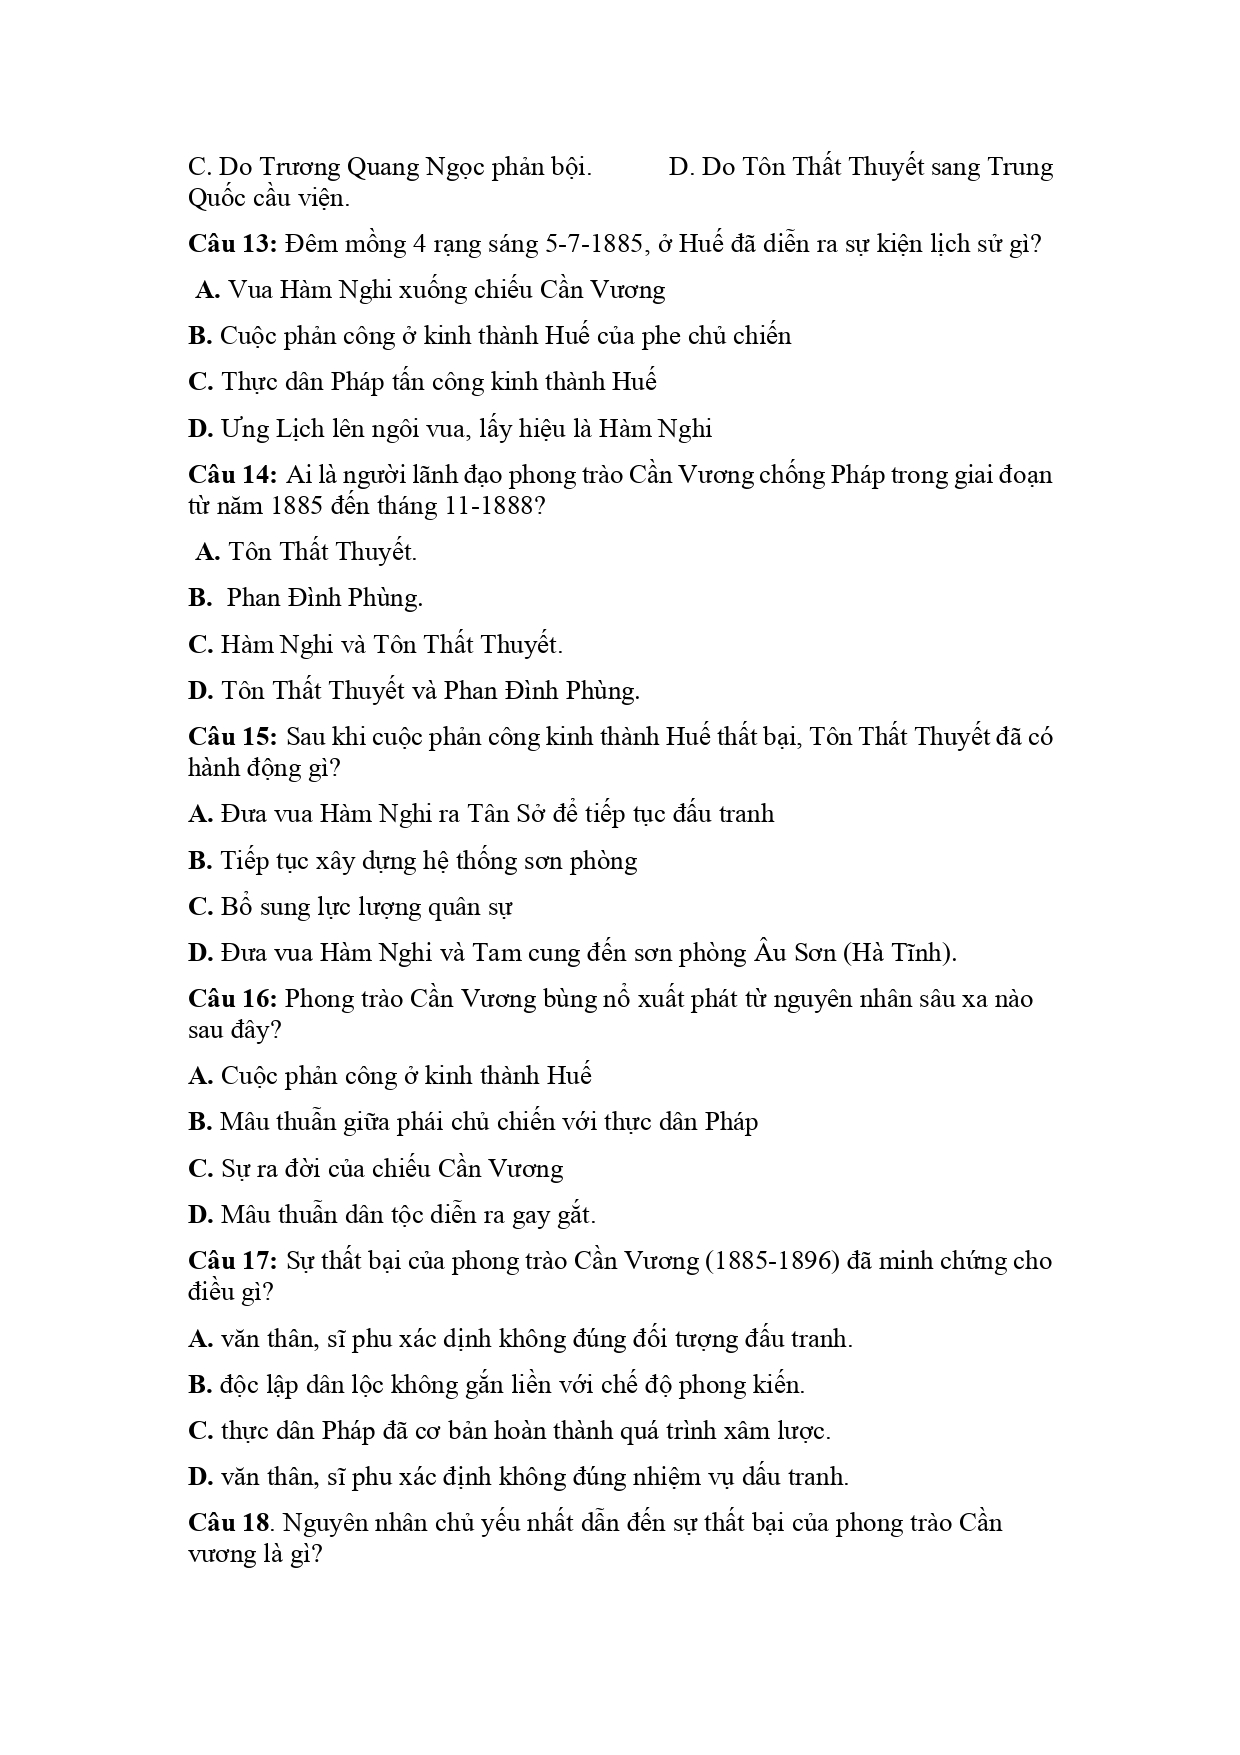 C. Do Trương Quang Ngọc phản bội. D. Do Tôn Thất Thuyết sang Trung
Quốc cầu viện.
Câu 13: Đêm mồng 4 rạng sáng 5-7-1885, ở Huế đã diễn ra sự kiện lịch sử gì?
A. Vua Hàm Nghi xuống chiếu Cần Vương
B. Cuộc phản công ở kinh thành Huế của phe chủ chiến
C. Thực dân Pháp tấn công kinh thành Huế
D. Ưng Lịch lên ngôi vua, lấy hiệu là Hàm Nghi
Câu 14: Ai là người lãnh đạo phong trào Cần Vương chống Pháp trong giai đoạn
từ năm 1885 đến tháng 11-1888?
A. Tôn Thất Thuyết.
B. Phan Đình Phùng.
C. Hàm Nghi và Tôn Thất Thuyết.
D. Tôn Thất Thuyết và Phan Đình Phùng.
Câu 15: Sau khi cuộc phản công kinh thành Huế thất bại, Tôn Thất Thuyết đã có
hành động gì?
A. Đưa vua Hàm Nghi ra Tân Sở để tiếp tục đấu tranh
B. Tiếp tục xây dựng hệ thống sơn phòng
C. Bổ sung lực lượng quân sự
D. Đưa vua Hàm Nghi và Tam cung đến sơn phòng Âu Sơn (Hà Tĩnh).
Câu 16: Phong trào Cần Vương bùng nổ xuất phát từ nguyên nhân sâu xa nào
sau đây?
A. Cuộc phản công ở kinh thành Huế
B. Mâu thuẫn giữa phái chủ chiến với thực dân Pháp
C. Sự ra đời của chiếu Cần Vương
D. Mâu thuẫn dân tộc diễn ra gay gắt.
Câu 17: Sự thất bại của phong trào Cần Vương (1885-1896) đã minh chứng cho
điều gì?
A. văn thân, sĩ phu xác dịnh không đúng đối tượng đấu tranh.
B. độc lập dân lộc không gắn liền với chế độ phong kiến.
C. thực dân Pháp đã cơ bản hoàn thành quá trình xâm lược.
D. văn thân, sĩ phu xác định không đúng nhiệm vụ dấu tranh.
Câu 18. Nguyên nhân chủ yếu nhất dẫn đến sự thất bại của phong trào Cần
vương là gì?